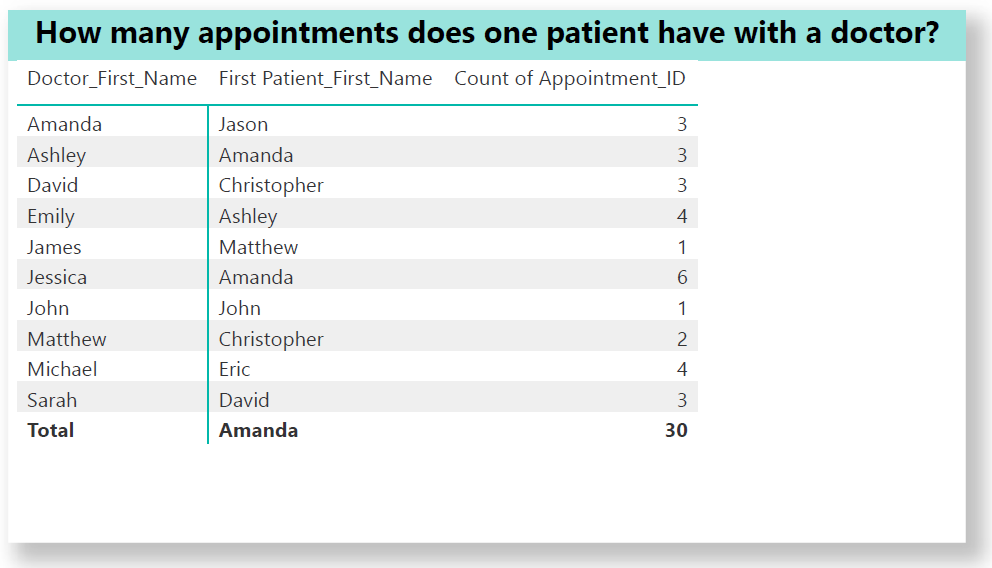 How many appointments does one patient have with a doctor?
Doctor_First_Name First Patient_First_Name Count of Appointment_ID
Amanda Jason 3
Ashley Amanda 3
David Christopher 3
Emily Ashley 4
James Matthew 1
Jessica Amanda 6
John John 1
Matthew Christopher 2
Michael Eric 4
Sarah David 3
Total Amanda 30